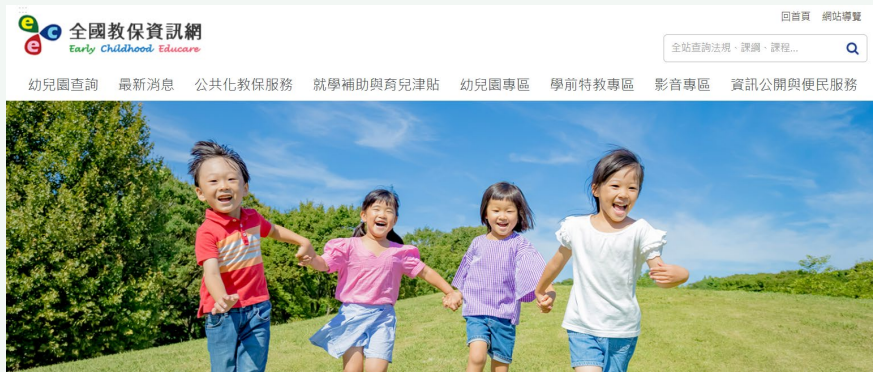 回首頁 網站導覽
ece 全國教保資訊網
Early Childhood Educare
全站查詢法規、課綱、課程...
幼兒園查詢 最新消息 公共化教保服務 就學補助與育兒津貼 幼兒園專區 學前特教專區 影音專區 資訊公開與便民服務